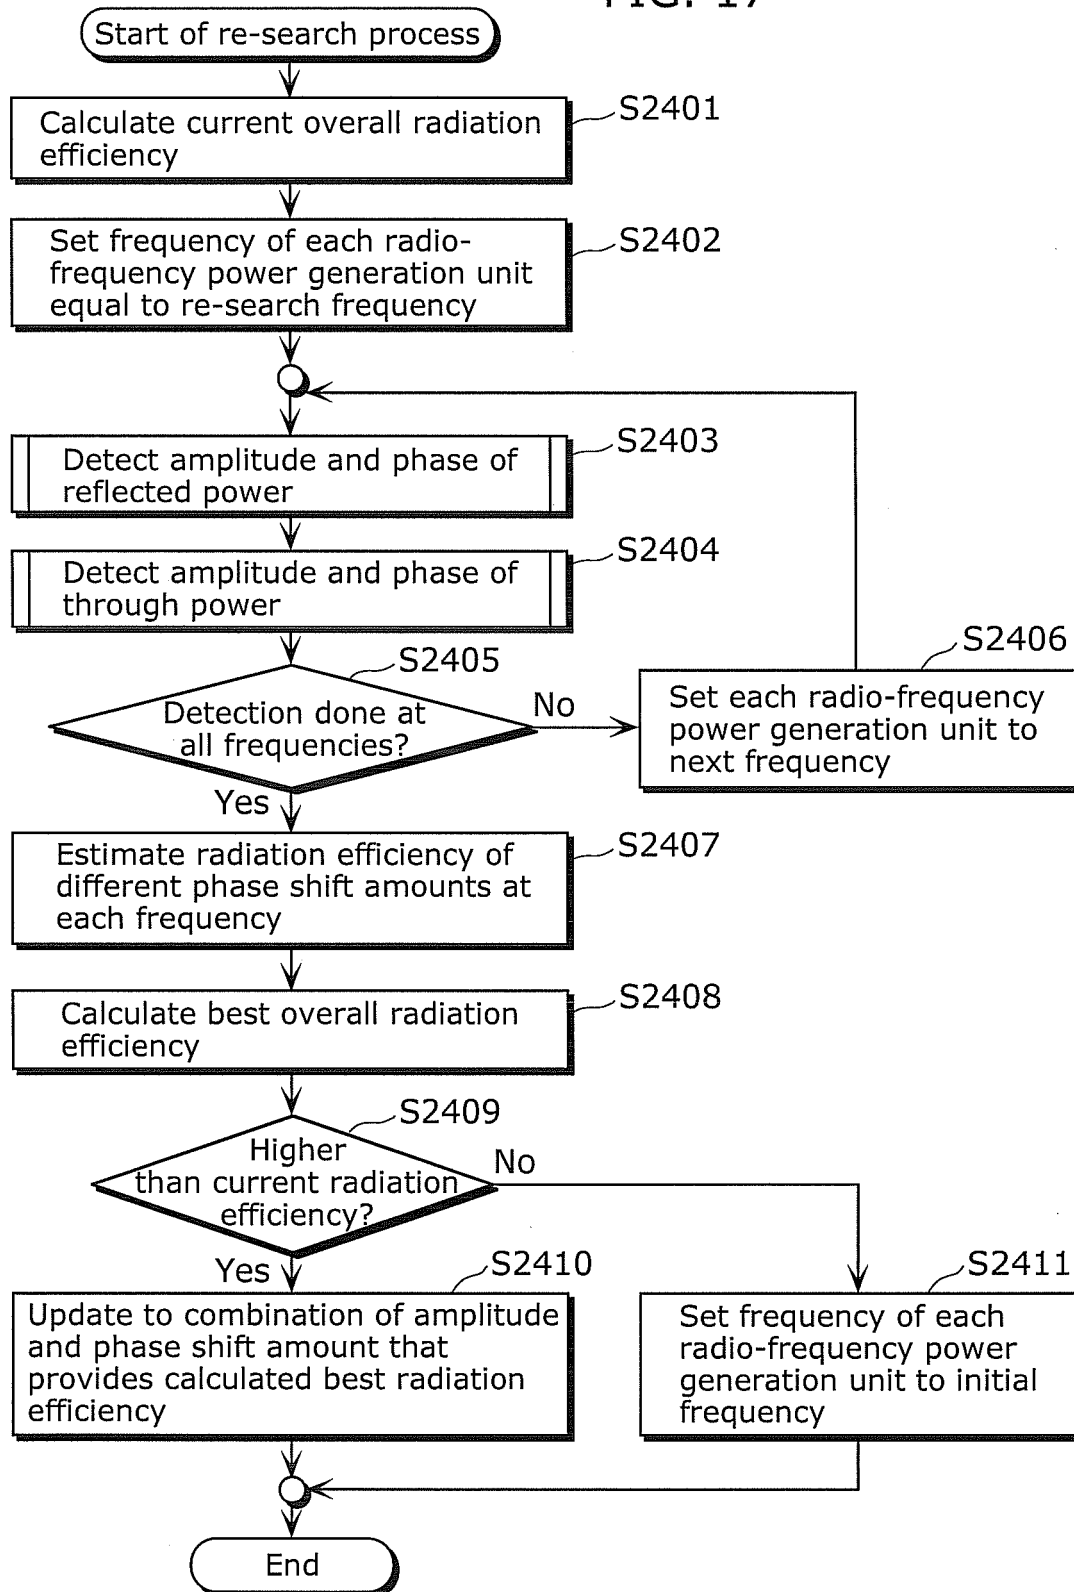 FIG. 17
Start of re-search process
S2401
Calculate current overall radiation
efficiency
S2402
Set frequency of each radio-
frequency power generation unit
equal to re-search frequency
S2403
Detect amplitude and phase of
reflected power
S2404
Detect amplitude and phase of
through power
S2405
Detection done at
all frequencies?
No
S2406
Set each radio-frequency
power generation unit to
next frequency
Yes
S2407
Estimate radiation efficiency of
different phase shift amounts at
each frequency
S2408
Calculate best overall radiation
efficiency
S2409
Higher
than current radiation
efficiency?
No
Yes
S2410
Update to combination of amplitude
and phase shift amount that
provides calculated best radiation
efficiency
S2411
Set frequency of each
radio-frequency power
generation unit to initial
frequency
End